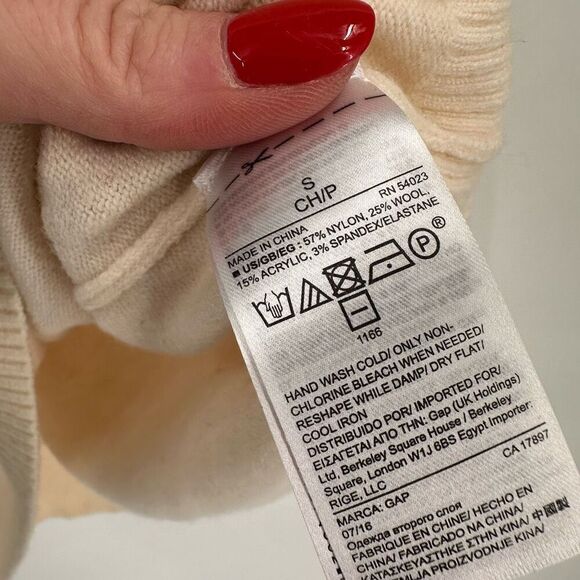 S
CH/P
RN 54023
MADE IN CHINA
■ US/GB/EG : 57% NYLON, 25% WOOL,
15% ACRYLIC, 3% SPANDEX/ELASTANE
P ®
1166
HAND WASH COLD/ ONLY NON-
CHLORINE BLEACH WHEN NEEDED/
RESHAPE WHILE DAMP/ DRY FLAT/
COOL IRON
DISTRIBUIDO POR/ IMPORTED FOR/
ΕΙΣΑΓΕΤΑΙ ΑΠΟ ΤΗΝ: Gap (UK Holdings)
Ltd, Berkeley Square House / Berkeley
Square, London W1J 6BS Egypt Importer:
RIGE, LLC
CA 17897
MARCA: GAP
07/16
Одежда второго слоя
FABRIQUE EN CHINE/ HECHO EN
CHINA/ FABRICADO NA CHINA/
ΚΑΤΑΣΚΕΥΑΣΤΗΚΕ ΣΤΗΝ ΚΙΝΑ/
ZEMLJA PROIZVODNJE KINA/
中國製